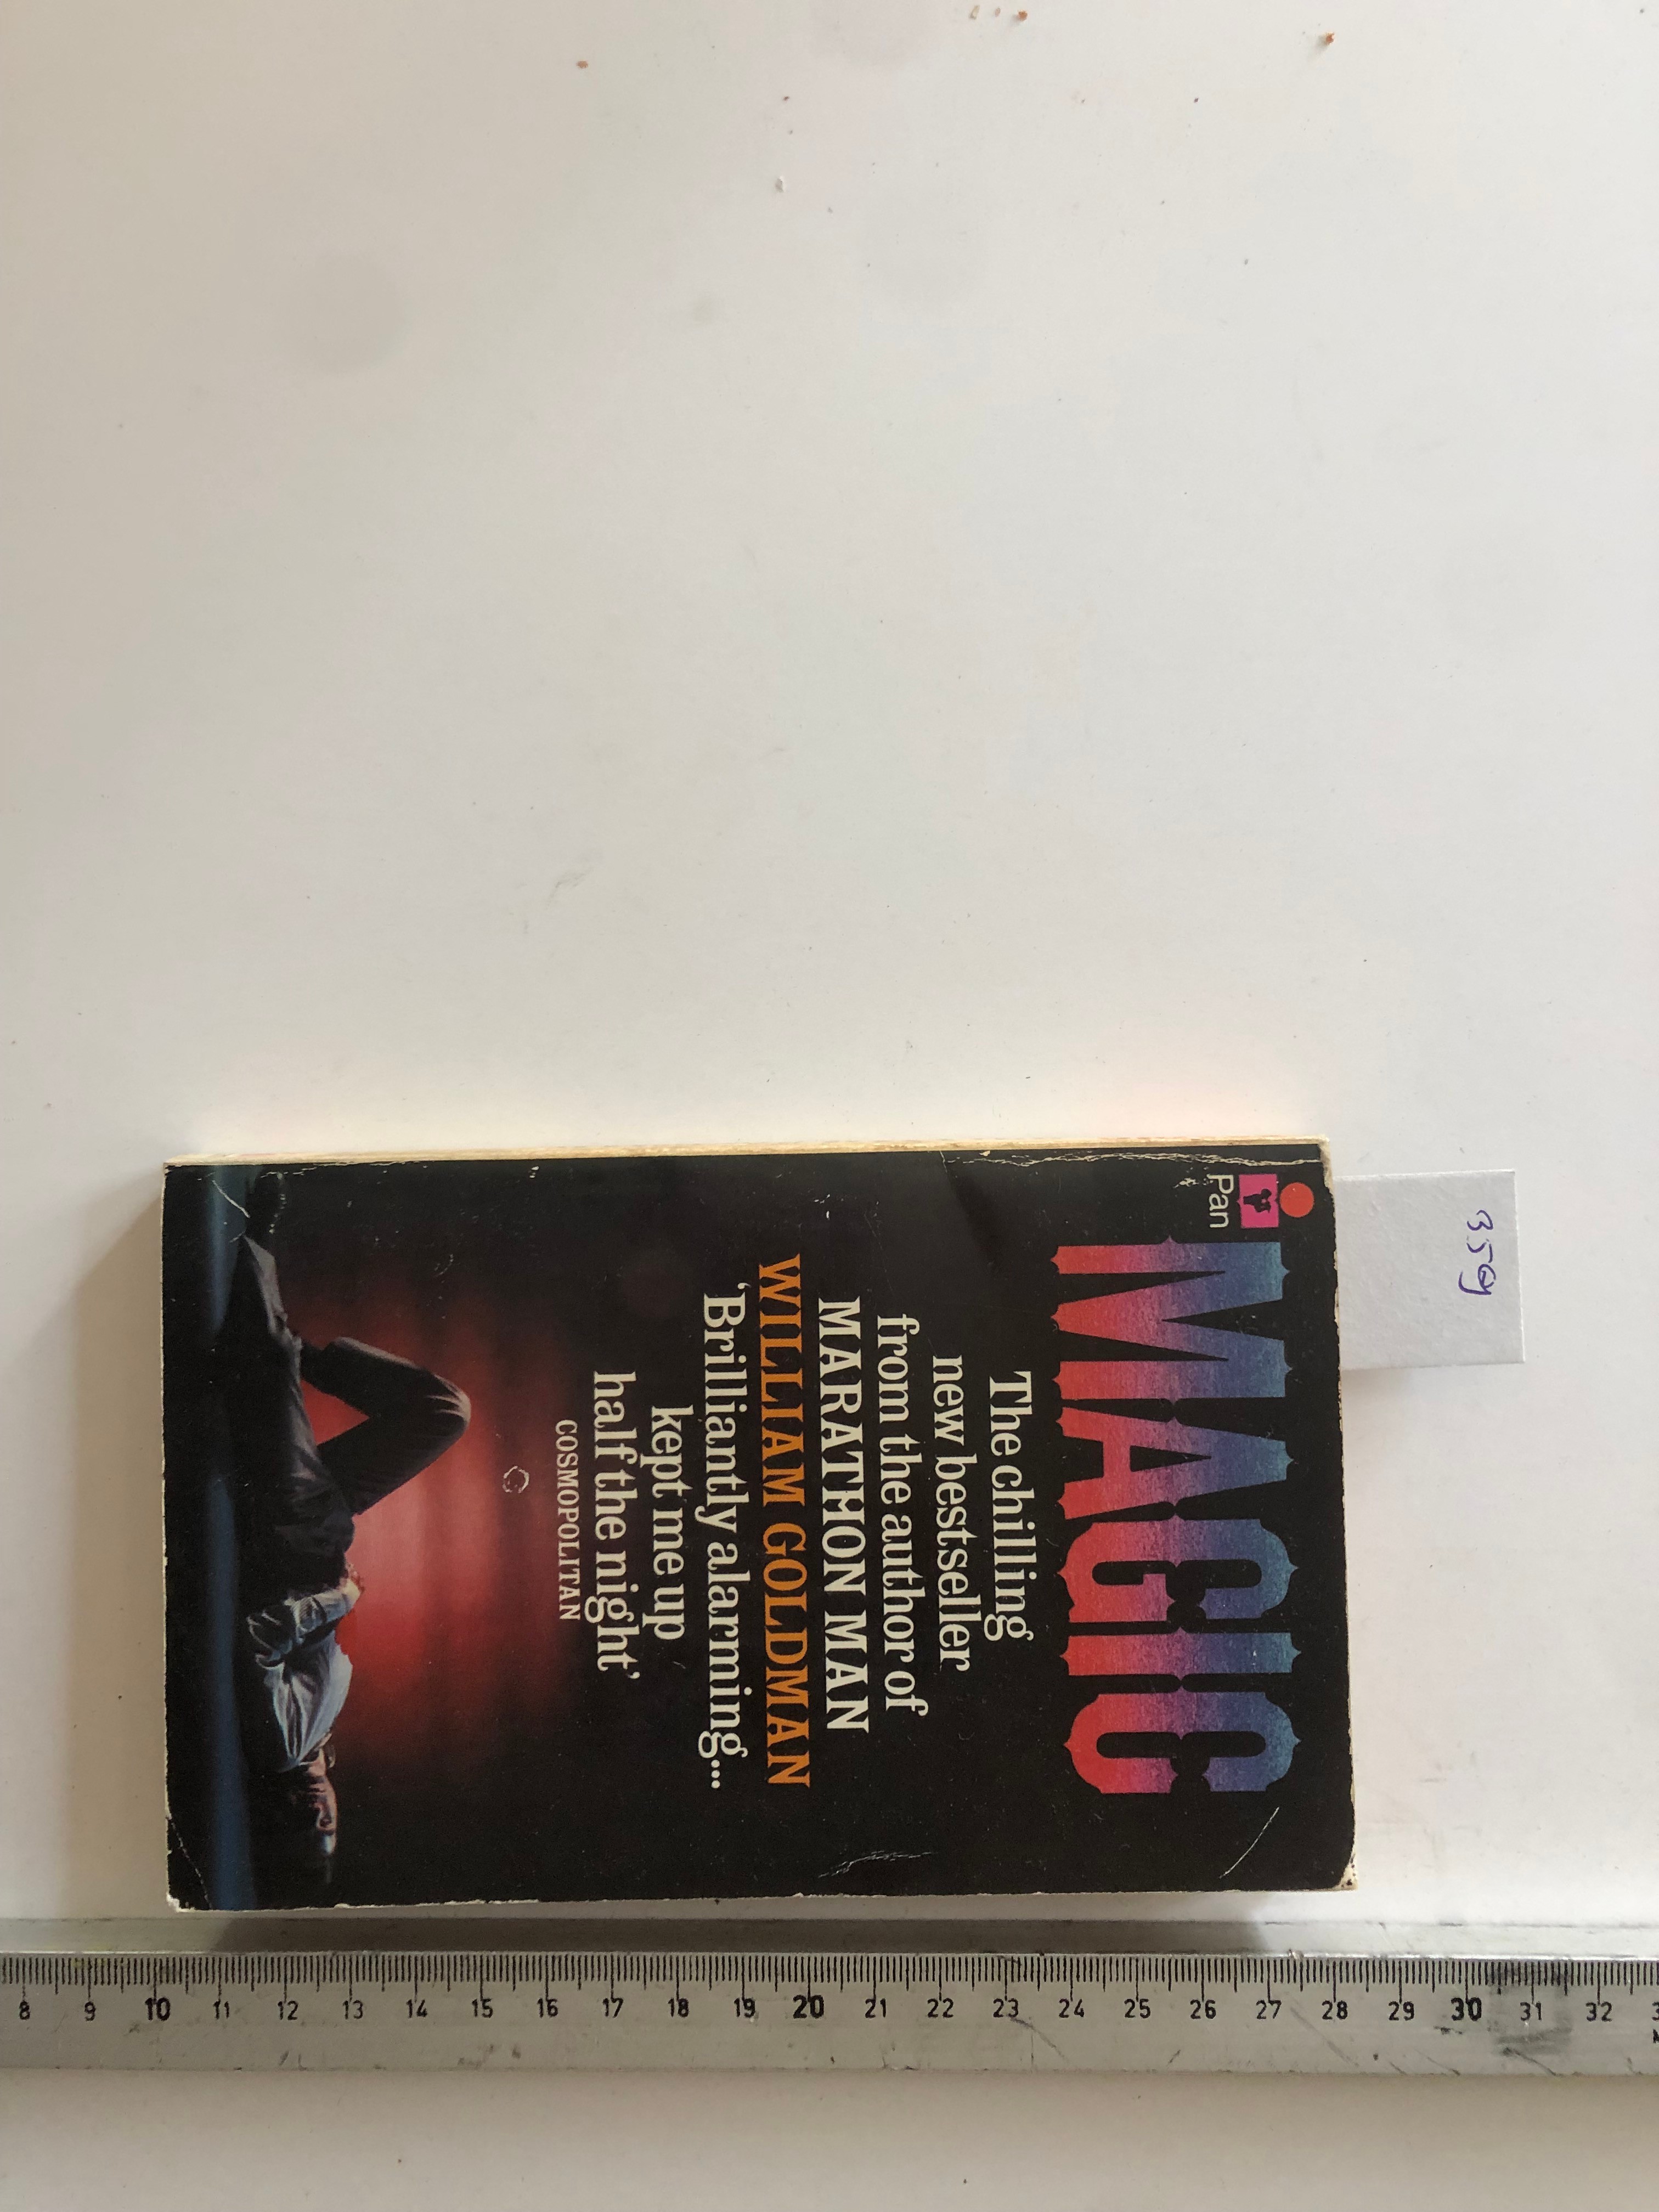 Pan
MAGIC
The chilling
new bestseller
from the author of
MARATHON MAN
WILLIAM GOLDMAN
'Brilliantly alarming...
kept me up
half the night'
COSMOPOLITAN
8 9 10 11 12 13 14 15 16 17 18 19 20 21 22 23 24 25 26 27 28 29 30 31 32